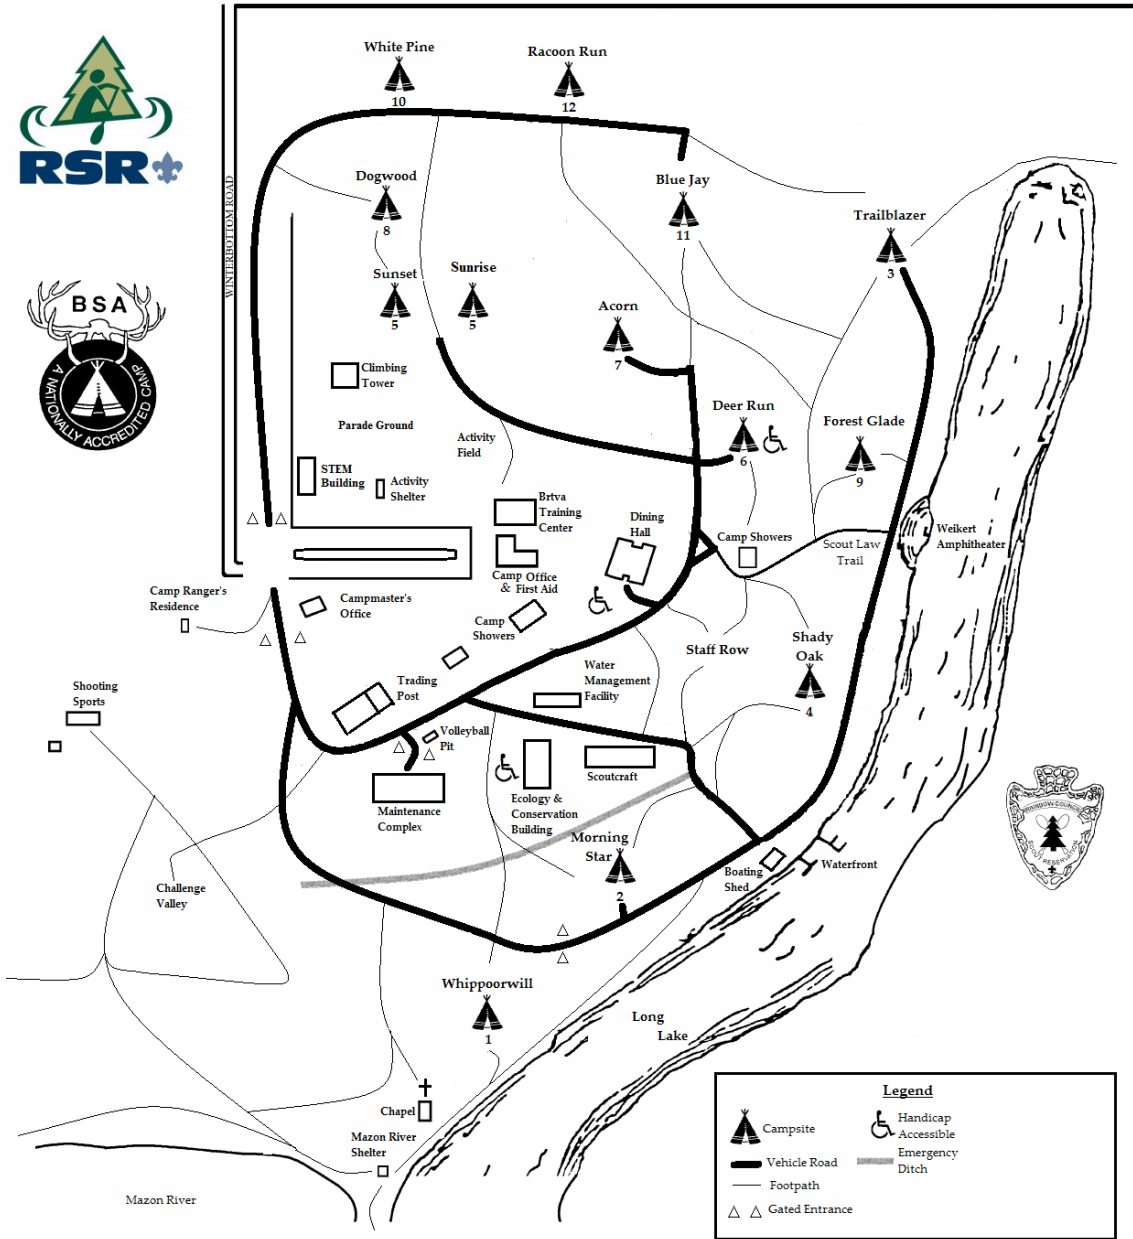 White Pine
10
Racoon Run
12
RSR
WINTERBOTTOM ROAD
Dogwood
8
Blue Jay
11
Trailblazer
3
Sunset
5
Sunrise
5
BSA
A NATIONALLY ACCREDITED CAMP
Acorn
7
Climbing
Tower
Parade Ground
Activity
Field
Deer Run
6
Forest Glade
9
STEM
Building
Activity
Shelter
Brtva
Training
Center
Dining
Hall
Camp Showers
Scout Law
Trail
Weikert
Amphitheater
Camp Office
& First Aid
Camp Ranger's
Residence
Campmaster's
Office
Camp
Showers
Staff Row
Shady
Oak
4
Water
Management
Facility
Shooting
Sports
Trading
Post
Volleyball
Pit
Scoutcraft
Maintenance
Complex
Ecology &
Conservation
Building
Morning
Star
2
Boating
Shed
Waterfront
RAINBOW COUNCIL
SCOUT RESERVATION
Challenge
Valley
Whippoorwill
1
Long
Lake
Chapel
Mazon River
Shelter
Mazon River
Legend
Campsite
Handicap
Accessible
Vehicle Road
Emergency
Ditch
Footpath
Gated Entrance